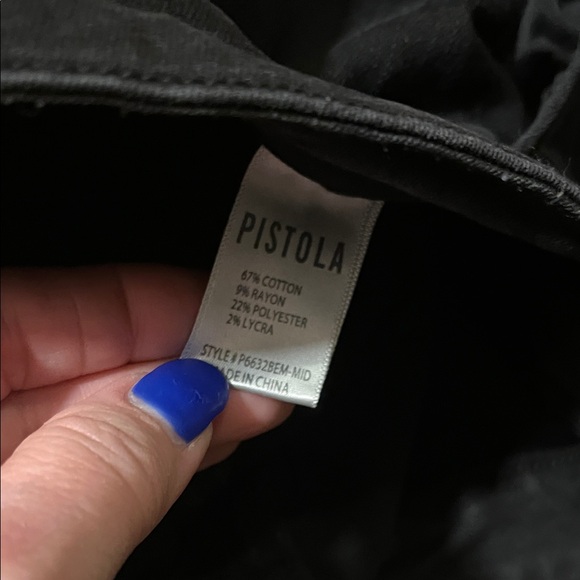 PISTOLA
67% COTTON
9% RAYON
22% POLYESTER
2% LYCRA
STYLE # P6632BEM-MID
ADE IN CHINA